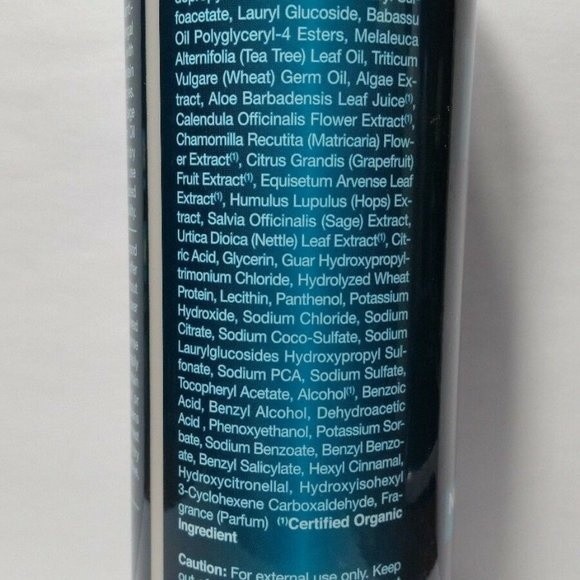 foacetate, Lauryl Glucoside, Babassu
Oil Polyglyceryl-4 Esters, Melaleuca
Alternifolia (Tea Tree) Leaf Oil, Triticum
Vulgare (Wheat) Germ Oil, Algae Ex-
tract, Aloe Barbadensis Leaf Juice⁽¹⁾,
Calendula Officinalis Flower Extract⁽¹⁾,
Chamomilla Recutita (Matricaria) Flow-
er Extract⁽¹⁾, Citrus Grandis (Grapefruit)
Fruit Extract⁽¹⁾, Equisetum Arvense Leaf
Extract⁽¹⁾, Humulus Lupulus (Hops) Ex-
tract, Salvia Officinalis (Sage) Extract,
Urtica Dioica (Nettle) Leaf Extract⁽¹⁾, Cit-
ric Acid, Glycerin, Guar Hydroxypropyl-
trimonium Chloride, Hydrolyzed Wheat
Protein, Lecithin, Panthenol, Potassium
Hydroxide, Sodium Chloride, Sodium
Citrate, Sodium Coco-Sulfate, Sodium
Laurylglucosides Hydroxypropyl Sul-
fonate, Sodium PCA, Sodium Sulfate,
Tocopheryl Acetate, Alcohol⁽¹⁾, Benzoic
Acid, Benzyl Alcohol, Dehydroacetic
Acid , Phenoxyethanol, Potassium Sor-
bate, Sodium Benzoate, Benzyl Benzo-
ate, Benzyl Salicylate, Hexyl Cinnamal,
Hydroxycitronellal, Hydroxyisohexyl
3-Cyclohexene Carboxaldehyde, Fra-
grance (Parfum) ⁽¹⁾Certified Organic
Ingredient
Caution: For external use only. Keep